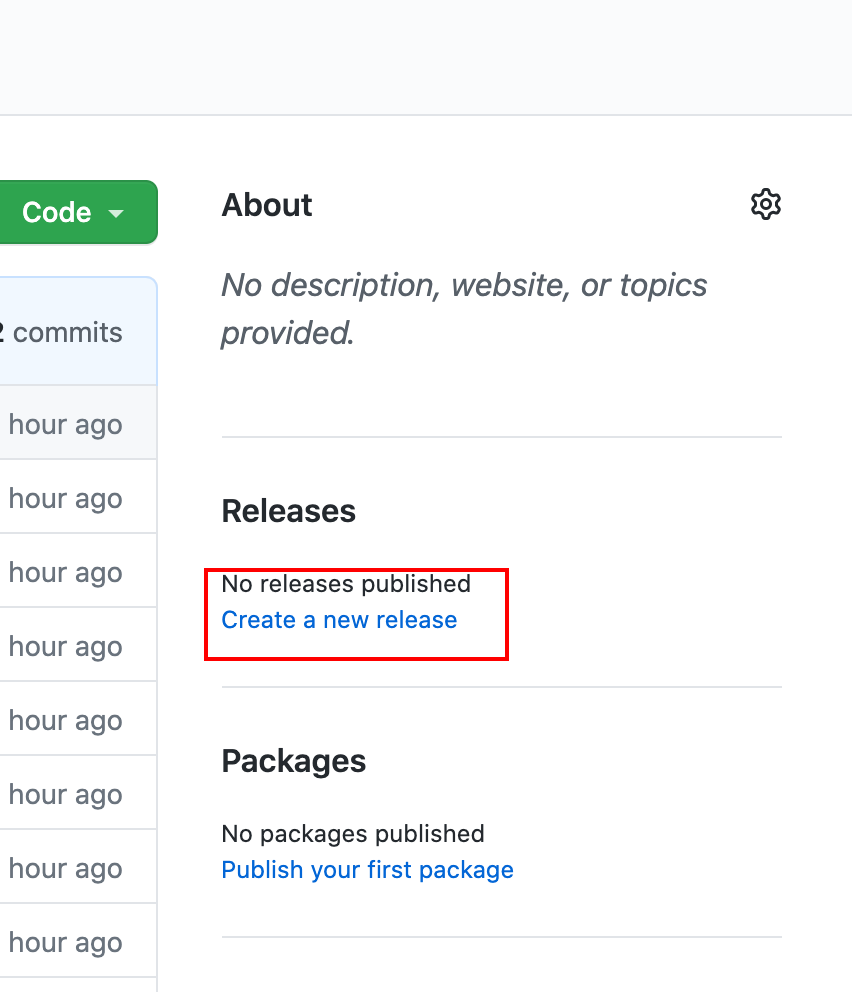 Code
About
No description, website, or topics
provided.
2 commits
hour ago
hour ago
hour ago
hour ago
hour ago
hour ago
hour ago
hour ago
Releases
No releases published
Create a new release
Packages
No packages published
Publish your first package